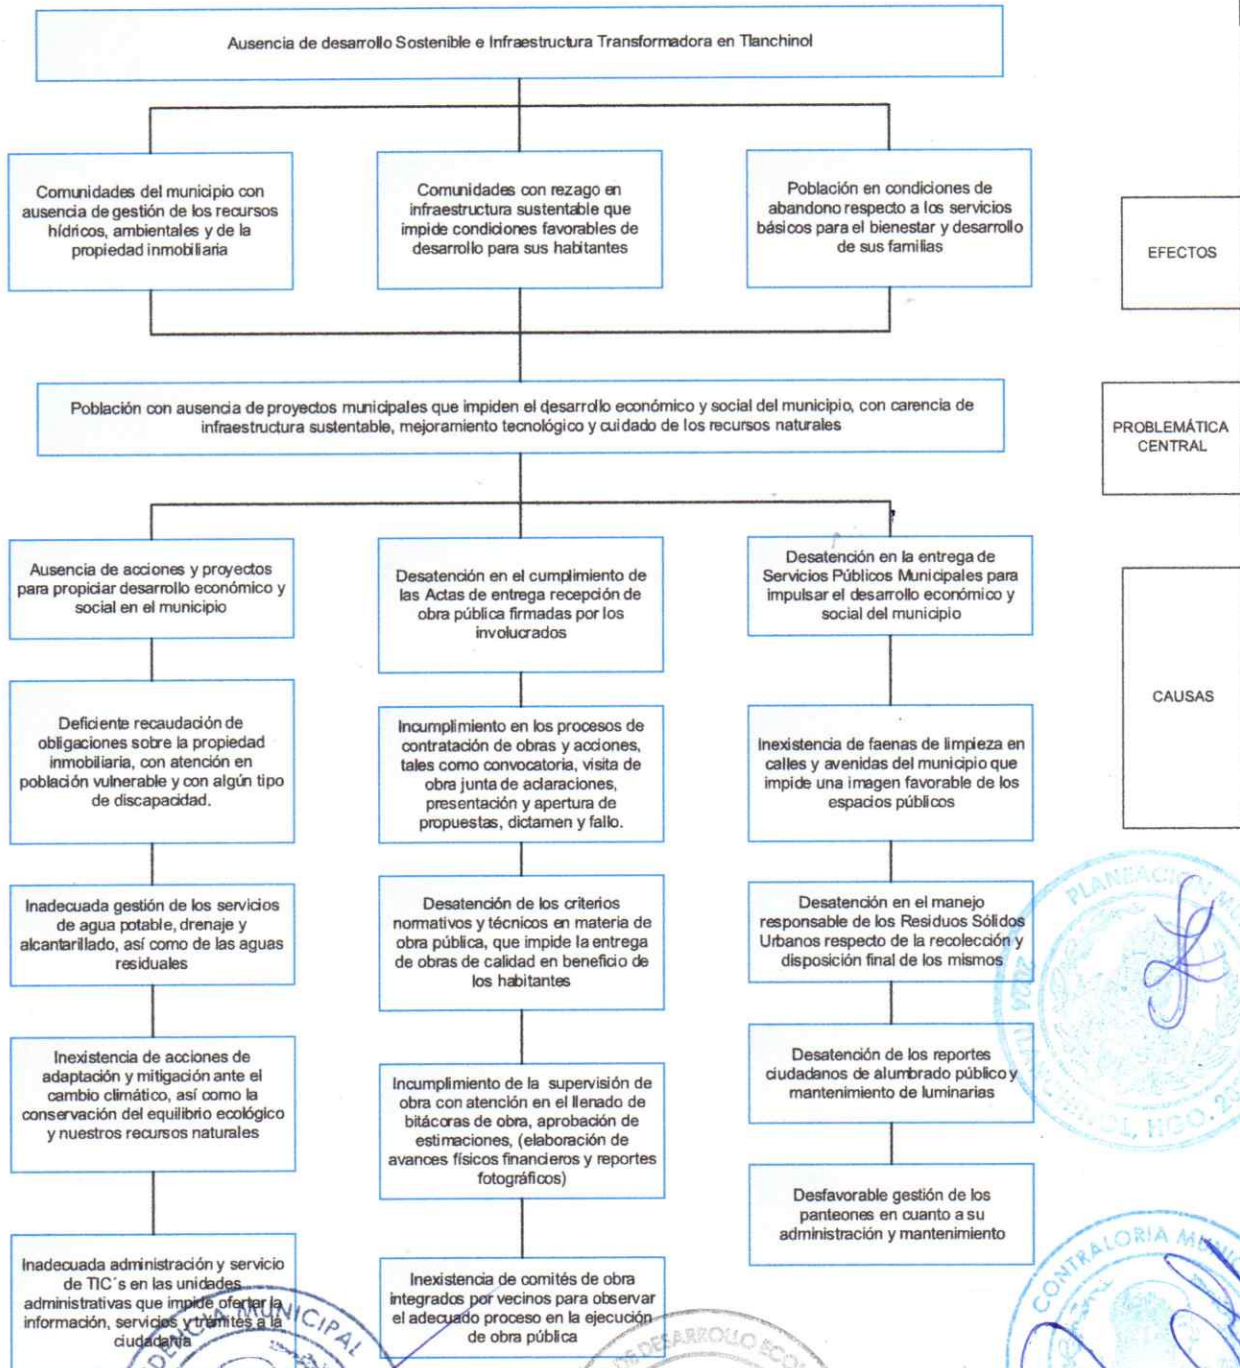 Ausencia de desarrollo Sostenible e Infraestructura Transformadora en Tlanchinol
Comunidades del municipio con
ausencia de gestión de los recursos
hídricos, ambientales y de la
propiedad inmobiliaria
Comunidades con rezago en
infraestructura sustentable que
impide condiciones favorables de
desarrollo para sus habitantes
Población en condiciones de
abandono respecto a los servicios
básicos para el bienestar y desarrollo
de sus familias
EFECTOS
Población con ausencia de proyectos municipales que impiden el desarrollo económico y social del municipio, con carencia de
infraestructura sustentable, mejoramiento tecnológico y cuidado de los recursos naturales
PROBLEMÁTICA
CENTRAL
Ausencia de acciones y proyectos
para propiciar desarrollo económico y
social en el municipio
Deficiente recaudación de
obligaciones sobre la propiedad
inmobiliaria, con atención en
población vulnerable y con algún tipo
de discapacidad.
Inadecuada gestión de los servicios
de agua potable, drenaje y
alcantarillado, así como de las aguas
residuales
Inexistencia de acciones de
adaptación y mitigación ante el
cambio climático, así como la
conservación del equilibrio ecológico
y nuestros recursos naturales
Inadecuada administración y servicio
de TIC´s en las unidades
administrativas que impide ofertar la
información, servicios y trámites a la
ciudadanía
Desatención en el cumplimiento de
las Actas de entrega recepción de
obra pública firmadas por los
involucrados
Incumplimiento en los procesos de
contratación de obras y acciones,
tales como convocatoria, visita de
obra junta de aclaraciones,
presentación y apertura de
propuestas, dictamen y fallo.
Desatención de los criterios
normativos y técnicos en materia de
obra pública, que impide la entrega
de obras de calidad en beneficio de
los habitantes
Incumplimiento de la supervisión de
obra con atención en el llenado de
bitácoras de obra, aprobación de
estimaciones, (elaboración de
avances físicos financieros y reportes
fotográficos)
Inexistencia de comités de obra
integrados por vecinos para observar
el adecuado proceso en la ejecución
de obra pública
Desatención en la entrega de
Servicios Públicos Municipales para
impulsar el desarrollo económico y
social del municipio
Inexistencia de faenas de limpieza en
calles y avenidas del municipio que
impide una imagen favorable de los
espacios públicos
Desatención en el manejo
responsable de los Residuos Sólidos
Urbanos respecto de la recolección y
disposición final de los mismos
Desatención de los reportes
ciudadanos de alumbrado público y
mantenimiento de luminarias
Desfavorable gestión de los
panteones en cuanto a su
administración y mantenimiento
CAUSAS
PLANEACION
2024
HGO.
CONTRALORIA
MUNICIPAL
DE DESARROLLO